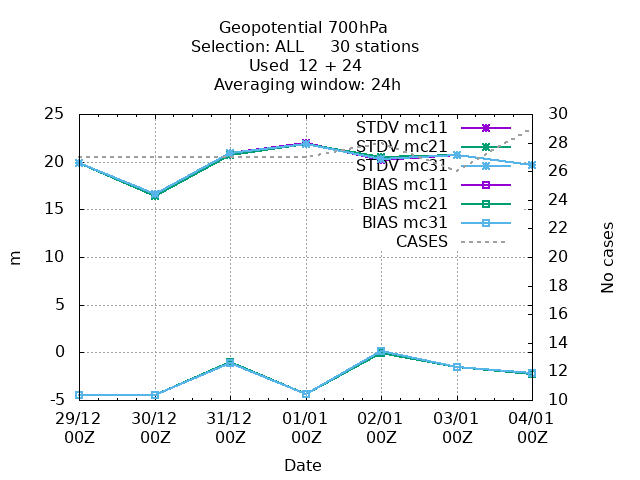 Geopotential 700hPa
Selection: ALL 30 stations
Used 12 + 24
Averaging window: 24h
25
20
15
10
5
0
-5
m
30
28
26
24
22
20
18
16
14
12
10
No cases
STDV mc11
STDV mc21
STDV mc31
BIAS mc11
BIAS mc21
BIAS mc31
CASES
29/12 30/12 31/12 01/01 02/01 03/01 04/01
00Z 00Z 00Z 00Z 00Z 00Z 00Z
Date